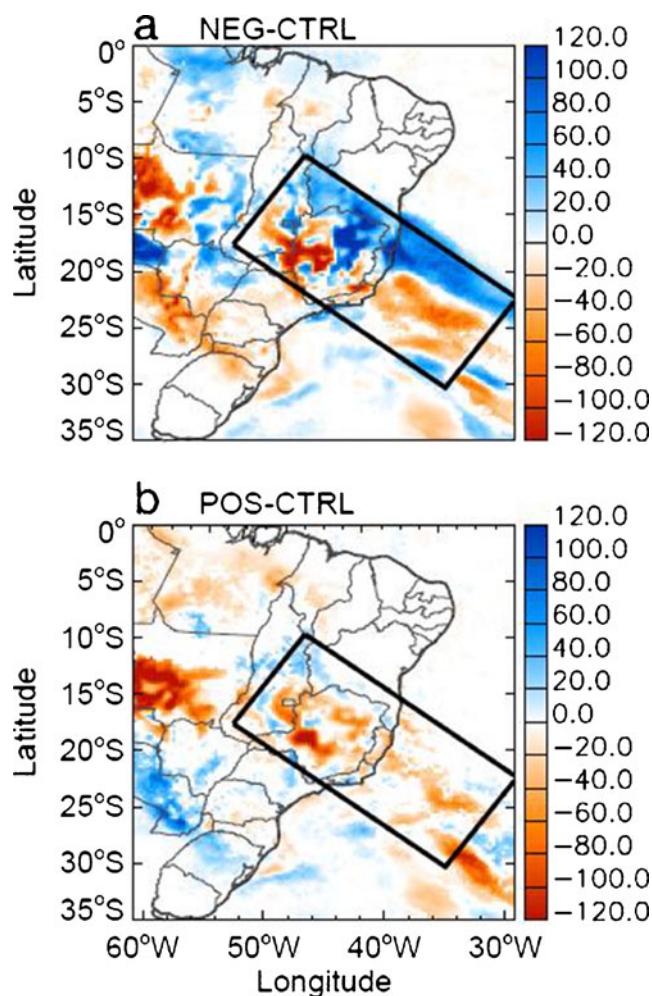 a NEG-CTRL
0°
5°S
10°S
15°S
20°S
25°S
30°S
35°S
Latitude
120.0
100.0
80.0
60.0
40.0
20.0
0.0
−20.0
−40.0
−60.0
−80.0
−100.0
−120.0
b POS-CTRL
0°
5°S
10°S
15°S
20°S
25°S
30°S
35°S
Latitude
120.0
100.0
80.0
60.0
40.0
20.0
0.0
−20.0
−40.0
−60.0
−80.0
−100.0
−120.0
60°W 50°W 40°W 30°W
Longitude